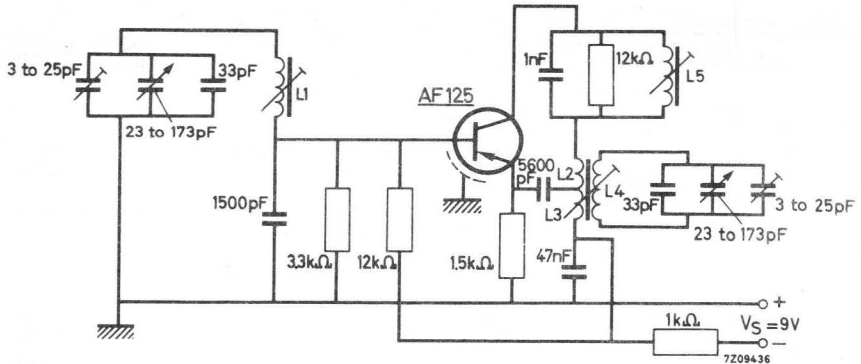 3 to 25pF
33pF
L1
23 to 173pF
1500pF
3.3kΩ
12kΩ
AF125
1nF
12kΩ
L5
5600
pF
L2
L3
L4
1.5kΩ
47nF
33pF
3 to 25pF
23 to 173pF
+
1kΩ
VS=9V
−
7Z09436